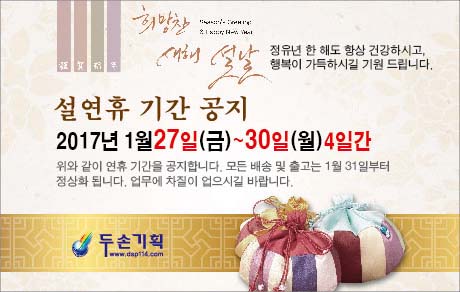 희망찬
Season's Greeting
& Happy New Year
새해 설날
정유년 한 해도 항상 건강하시고,
행복이 가득하시길 기원 드립니다.
설연휴 기간 공지
2017년 1월27일(금)~30일(월)4일간
위와 같이 연휴 기간을 공지합니다. 모든 배송 및 출고는 1월 31일부터
정상화 됩니다. 업무에 차질이 없으시길 바랍니다.
두손기획
www.dsp114.com